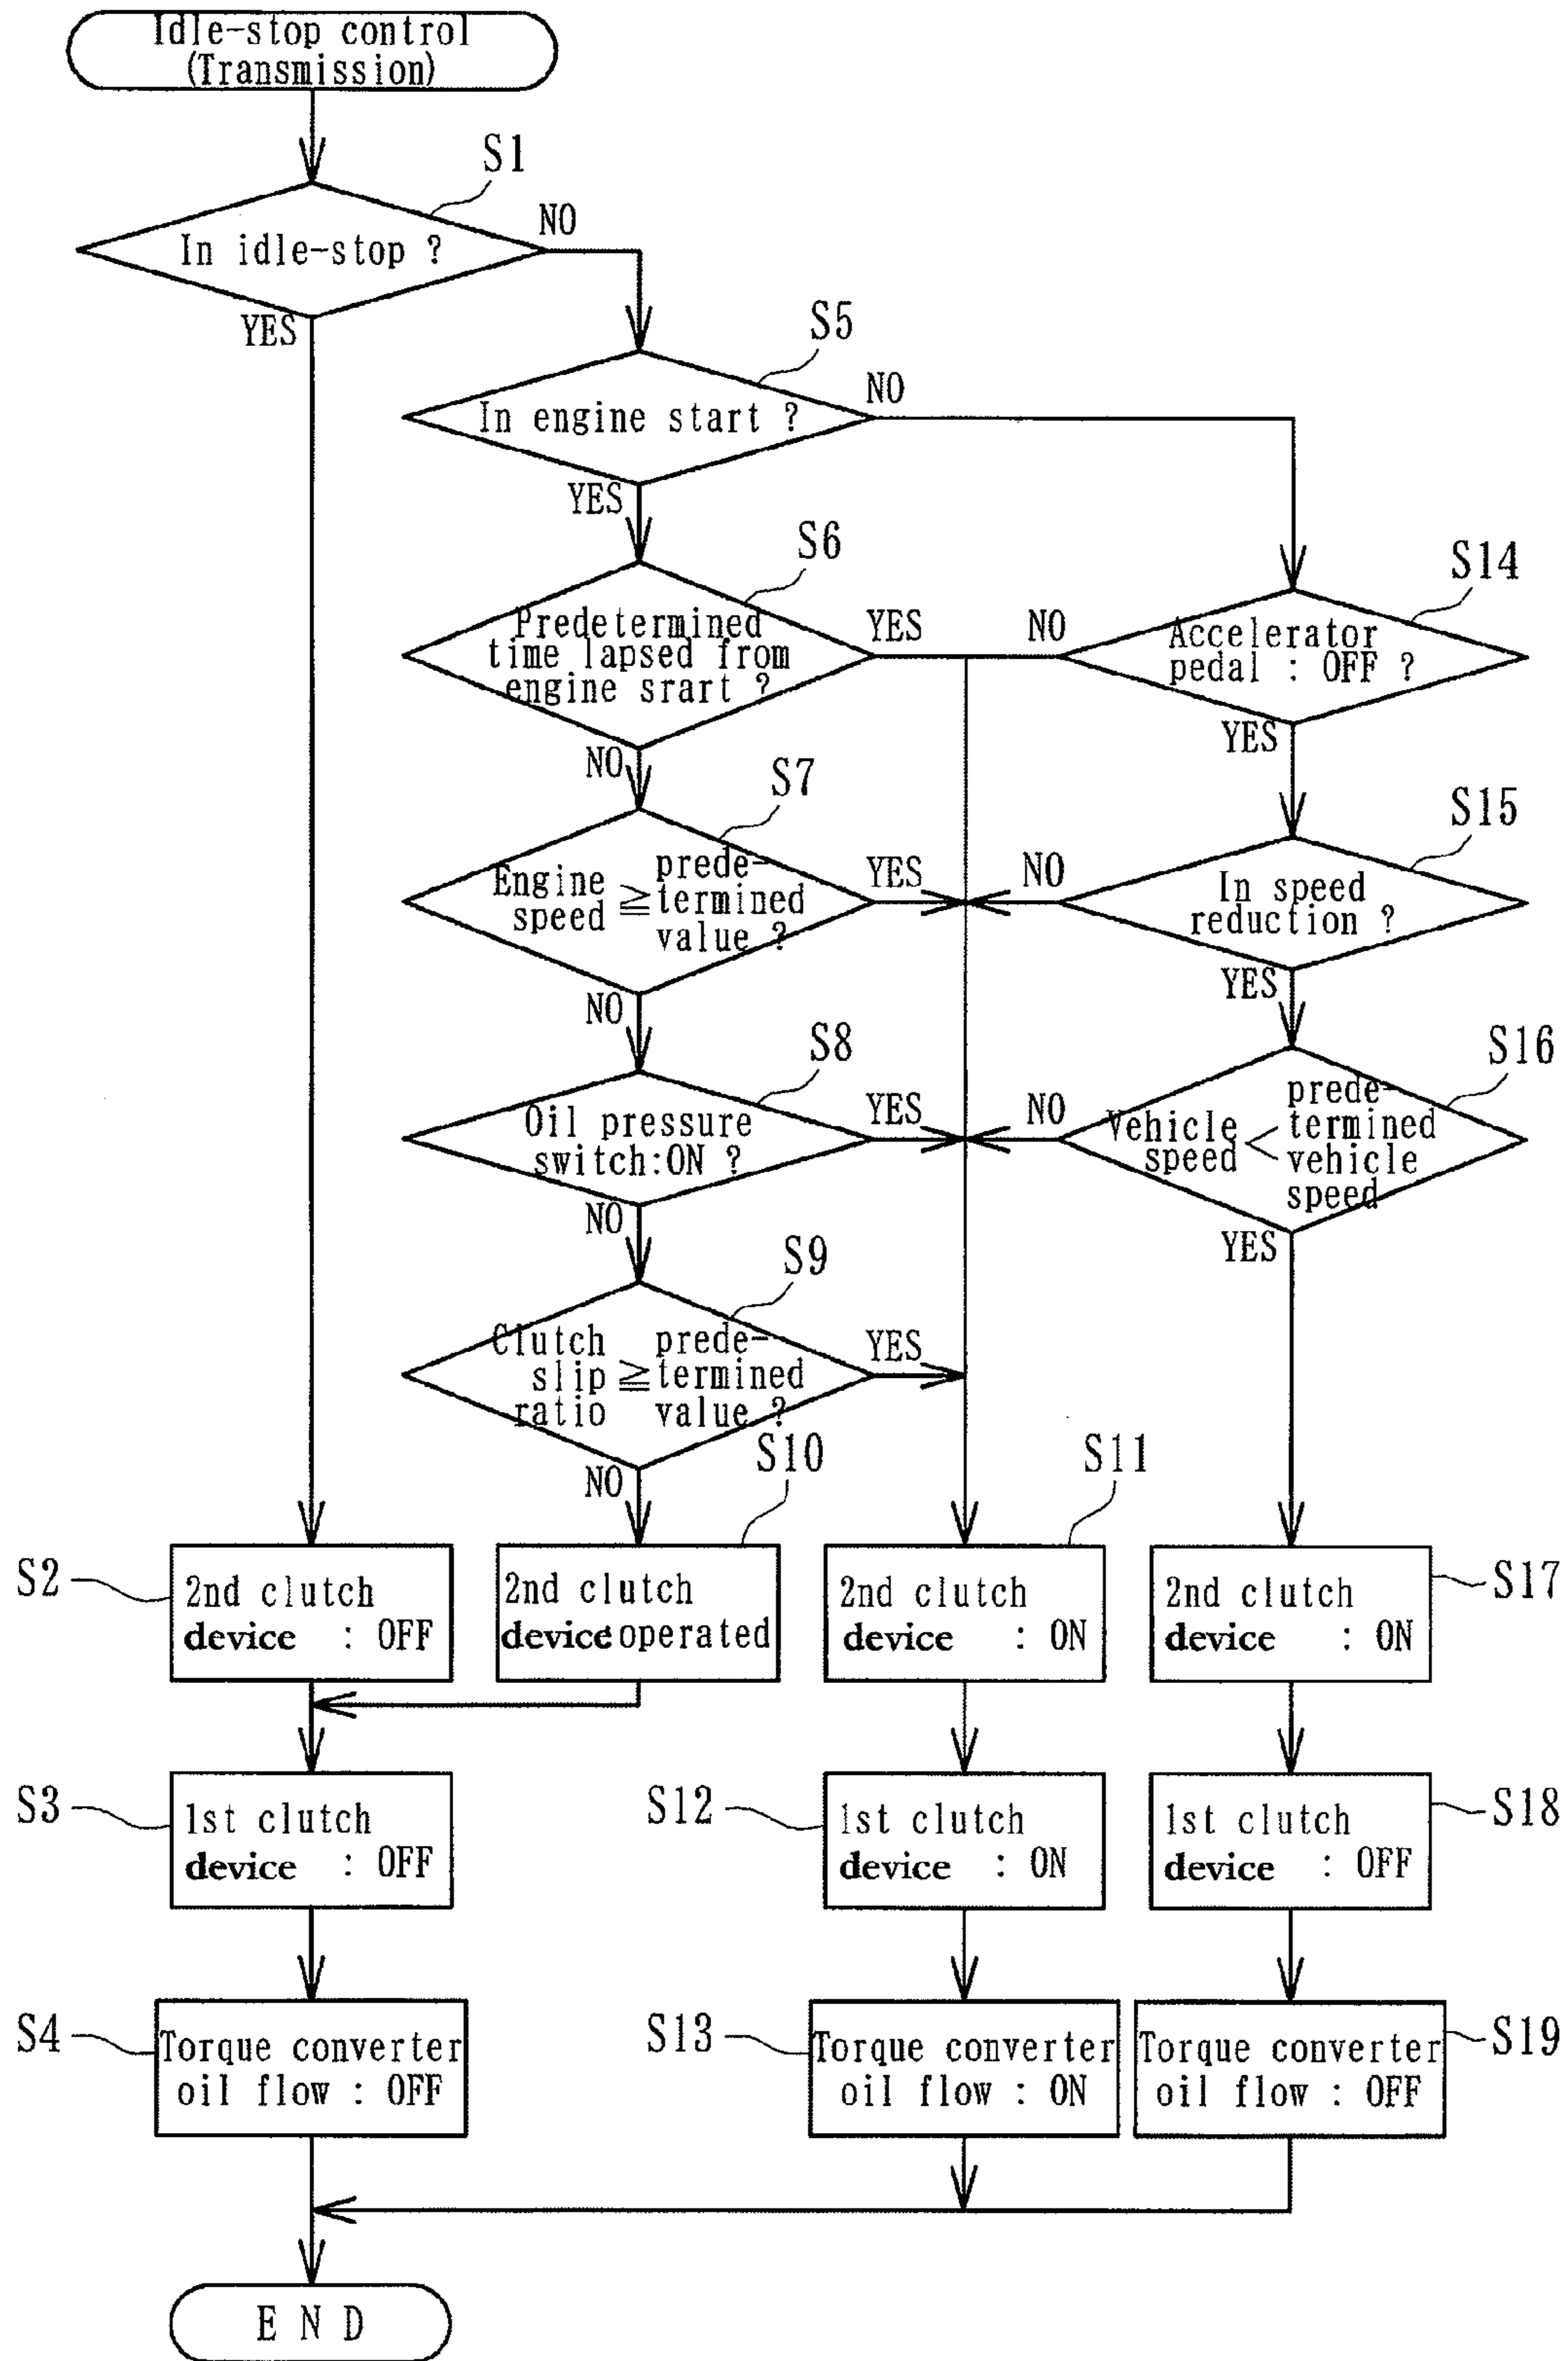 Idle-stop control
(Transmission)
S1
In idle-stop ?
NO
YES
S5
In engine start ?
NO
YES
S6
Predetermined
time lapsed from
engine srart ?
YES
NO
S14
Accelerator
pedal : OFF ?
NO
YES
S7
Engine
speed
≧
prede-
termined
value ?
YES
NO
S15
In speed
reduction ?
NO
YES
S8
Oil pressure
switch:ON ?
YES
NO
S16
Vehicle
speed
<
prede-
termined
vehicle
speed
NO
YES
S9
Clutch
slip
ratio
≧
prede-
termined
value ?
YES
NO
S2
2nd clutch
device : OFF
S10
2nd clutch
device:operated
S11
2nd clutch
device : ON
S17
2nd clutch
device : ON
S3
1st clutch
device : OFF
S12
1st clutch
device : ON
S18
1st clutch
device : OFF
S4
Torque converter
oil flow : OFF
S13
Torque converter
oil flow : ON
S19
Torque converter
oil flow : OFF
E N D